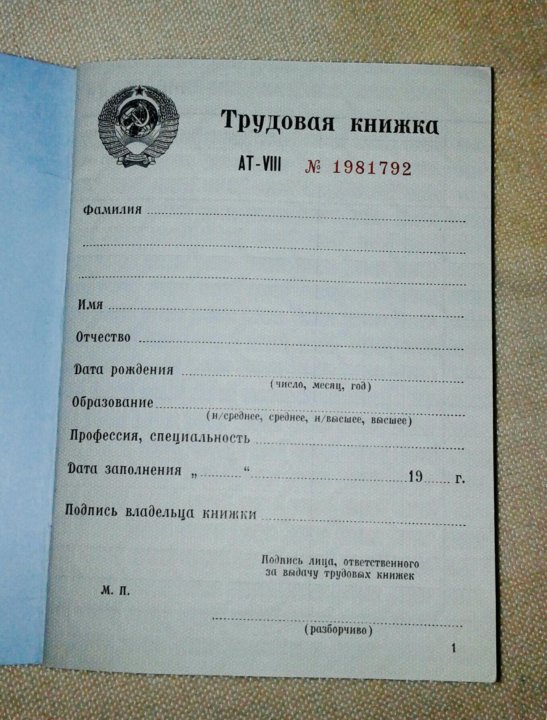 Трудовая книжка
АТ-VIII № 1981792
Фамилия
Имя
Отчество
Дата рождения
(число, месяц, год)
Образование
(н/среднее, среднее, н/высшее, высшее)
Профессия, специальность
Дата заполнения „ “ 19 г.
Подпись владельца книжки
Подпись лица, ответственного
за выдачу трудовых книжек
М. П.
(разборчиво)
1